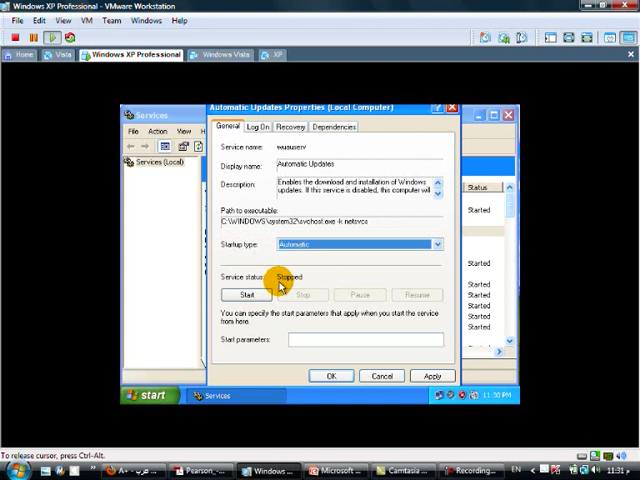 Windows XP Professional - VMware Workstation
File Edit View VM Team Windows Help
Home Vista Windows XP Professional Windows Vista XP
Services
Automatic Updates Properties (Local Computer)
File Action View
General Log On Recovery Dependencies
Services (Local)
Service name: wuauserv
Display name: Automatic Updates
Description: Enables the download and installation of Windows
updates. If this service is disabled, this computer will
Status
Started
Path to executable:
C:\WINDOWS\system32\svchost.exe -k netsvcs
Startup type: Automatic
Service status: Stopped
Started
Start Stop Pause Resume
Started
Started
Started
Started
Started
You can specify the start parameters that apply when you start the service
from here.
Start parameters:
OK Cancel Apply
start Services 11:30 PM
To release cursor, press Ctrl-Alt.
A+ - عرب... Pearson_-... Windows ... Microsoft ... Camtasia ... Recording... EN 11:31 م